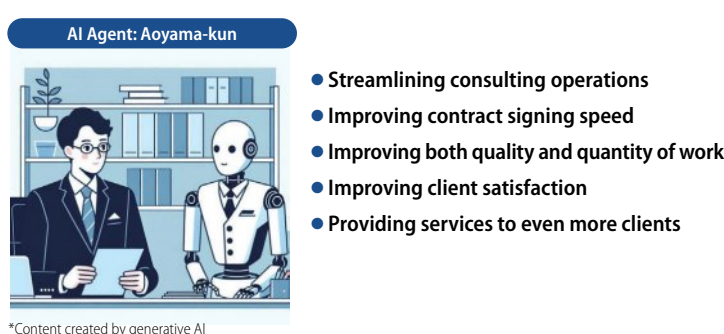 AI Agent: Aoyama-kun
● Streamlining consulting operations
● Improving contract signing speed
● Improving both quality and quantity of work
● Improving client satisfaction
● Providing services to even more clients
*Content created by generative AI